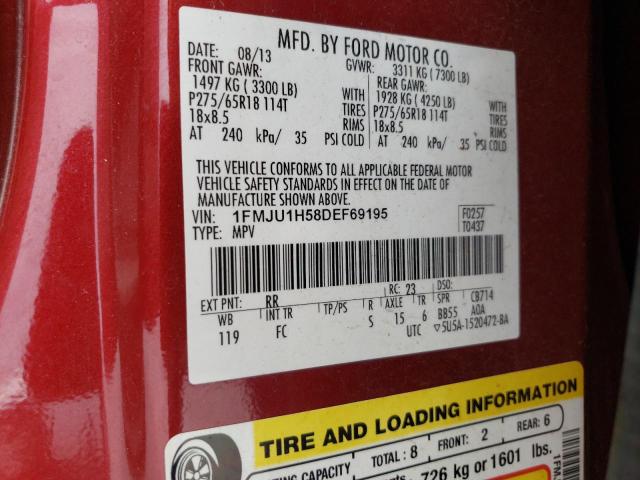 MFD. BY FORD MOTOR CO.
DATE: 08/13 GVWR: 3311 KG ( 7300 LB)
FRONT GAWR: REAR GAWR:
1497 KG ( 3300 LB) WITH 1928 KG ( 4250 LB) WITH
P275/65R18 114T TIRES P275/65R18 114T TIRES
18x8.5 RIMS 18x8.5 RIMS
AT 240 kPa/ 35 PSI COLD AT 240 kPa/ 35 PSI COLD
THIS VEHICLE CONFORMS TO ALL APPLICABLE FEDERAL MOTOR
VEHICLE SAFETY STANDARDS IN EFFECT ON THE DATE OF
MANUFACTURE SHOWN ABOVE.
VIN: 1FMJU1H58DEF69195 F0257
TYPE: MPV T0437
EXT PNT: RR RC: 23 DSO:
WB INT TR TP/PS R AXLE TR SPR CB714
119 FC S 15 6 BB55 AQA
UTC ▽5U5A-1520472-BA
TIRE AND LOADING INFORMATION
TING CAPACITY TOTAL: 8 FRONT: 2 REAR: 6
726 kg or 1601 lbs.
1FM